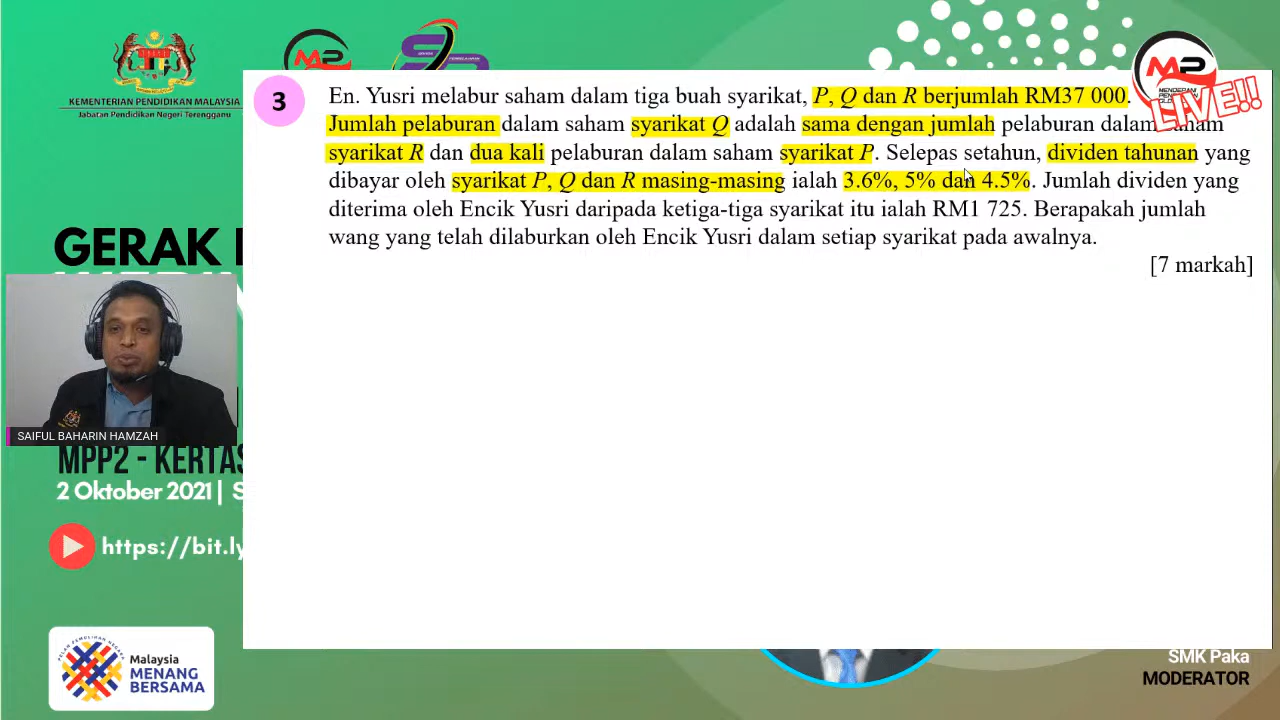 KEMENTERIAN PENDIDIKAN MALAYSIA
Jabatan Pendidikan Negeri Terengganu
MP
MP
LIVE!!
3
En. Yusri melabur saham dalam tiga buah syarikat, P, Q dan R berjumlah RM37 000.
Jumlah pelaburan dalam saham syarikat Q adalah sama dengan jumlah pelaburan dalam saham
syarikat R dan dua kali pelaburan dalam saham syarikat P. Selepas setahun, dividen tahunan yang
dibayar oleh syarikat P, Q dan R masing-masing ialah 3.6%, 5% dan 4.5%. Jumlah dividen yang
diterima oleh Encik Yusri daripada ketiga-tiga syarikat itu ialah RM1 725. Berapakah jumlah
wang yang telah dilaburkan oleh Encik Yusri dalam setiap syarikat pada awalnya.
[7 markah]
GERAK
SAIFUL BAHARIN HAMZAH
MPP2 - KERTAS
2 Oktober 2021 | S
https://bit.ly
Malaysia
MENANG
BERSAMA
SMK Paka
MODERATOR